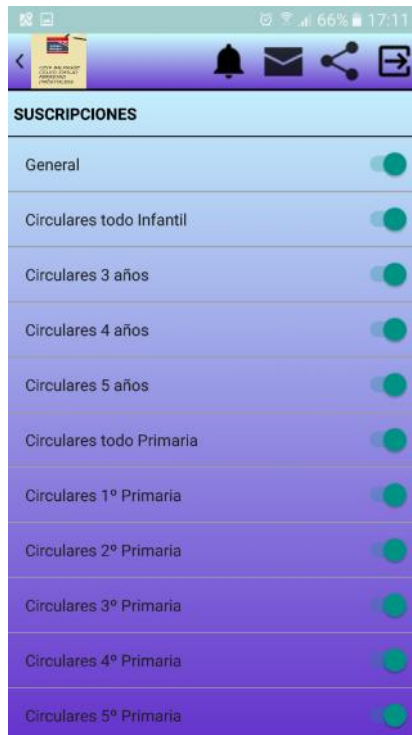 66% 17:11
SUSCRIPCIONES
General
Circulares todo Infantil
Circulares 3 años
Circulares 4 años
Circulares 5 años
Circulares todo Primaria
Circulares 1º Primaria
Circulares 2º Primaria
Circulares 3º Primaria
Circulares 4º Primaria
Circulares 5º Primaria